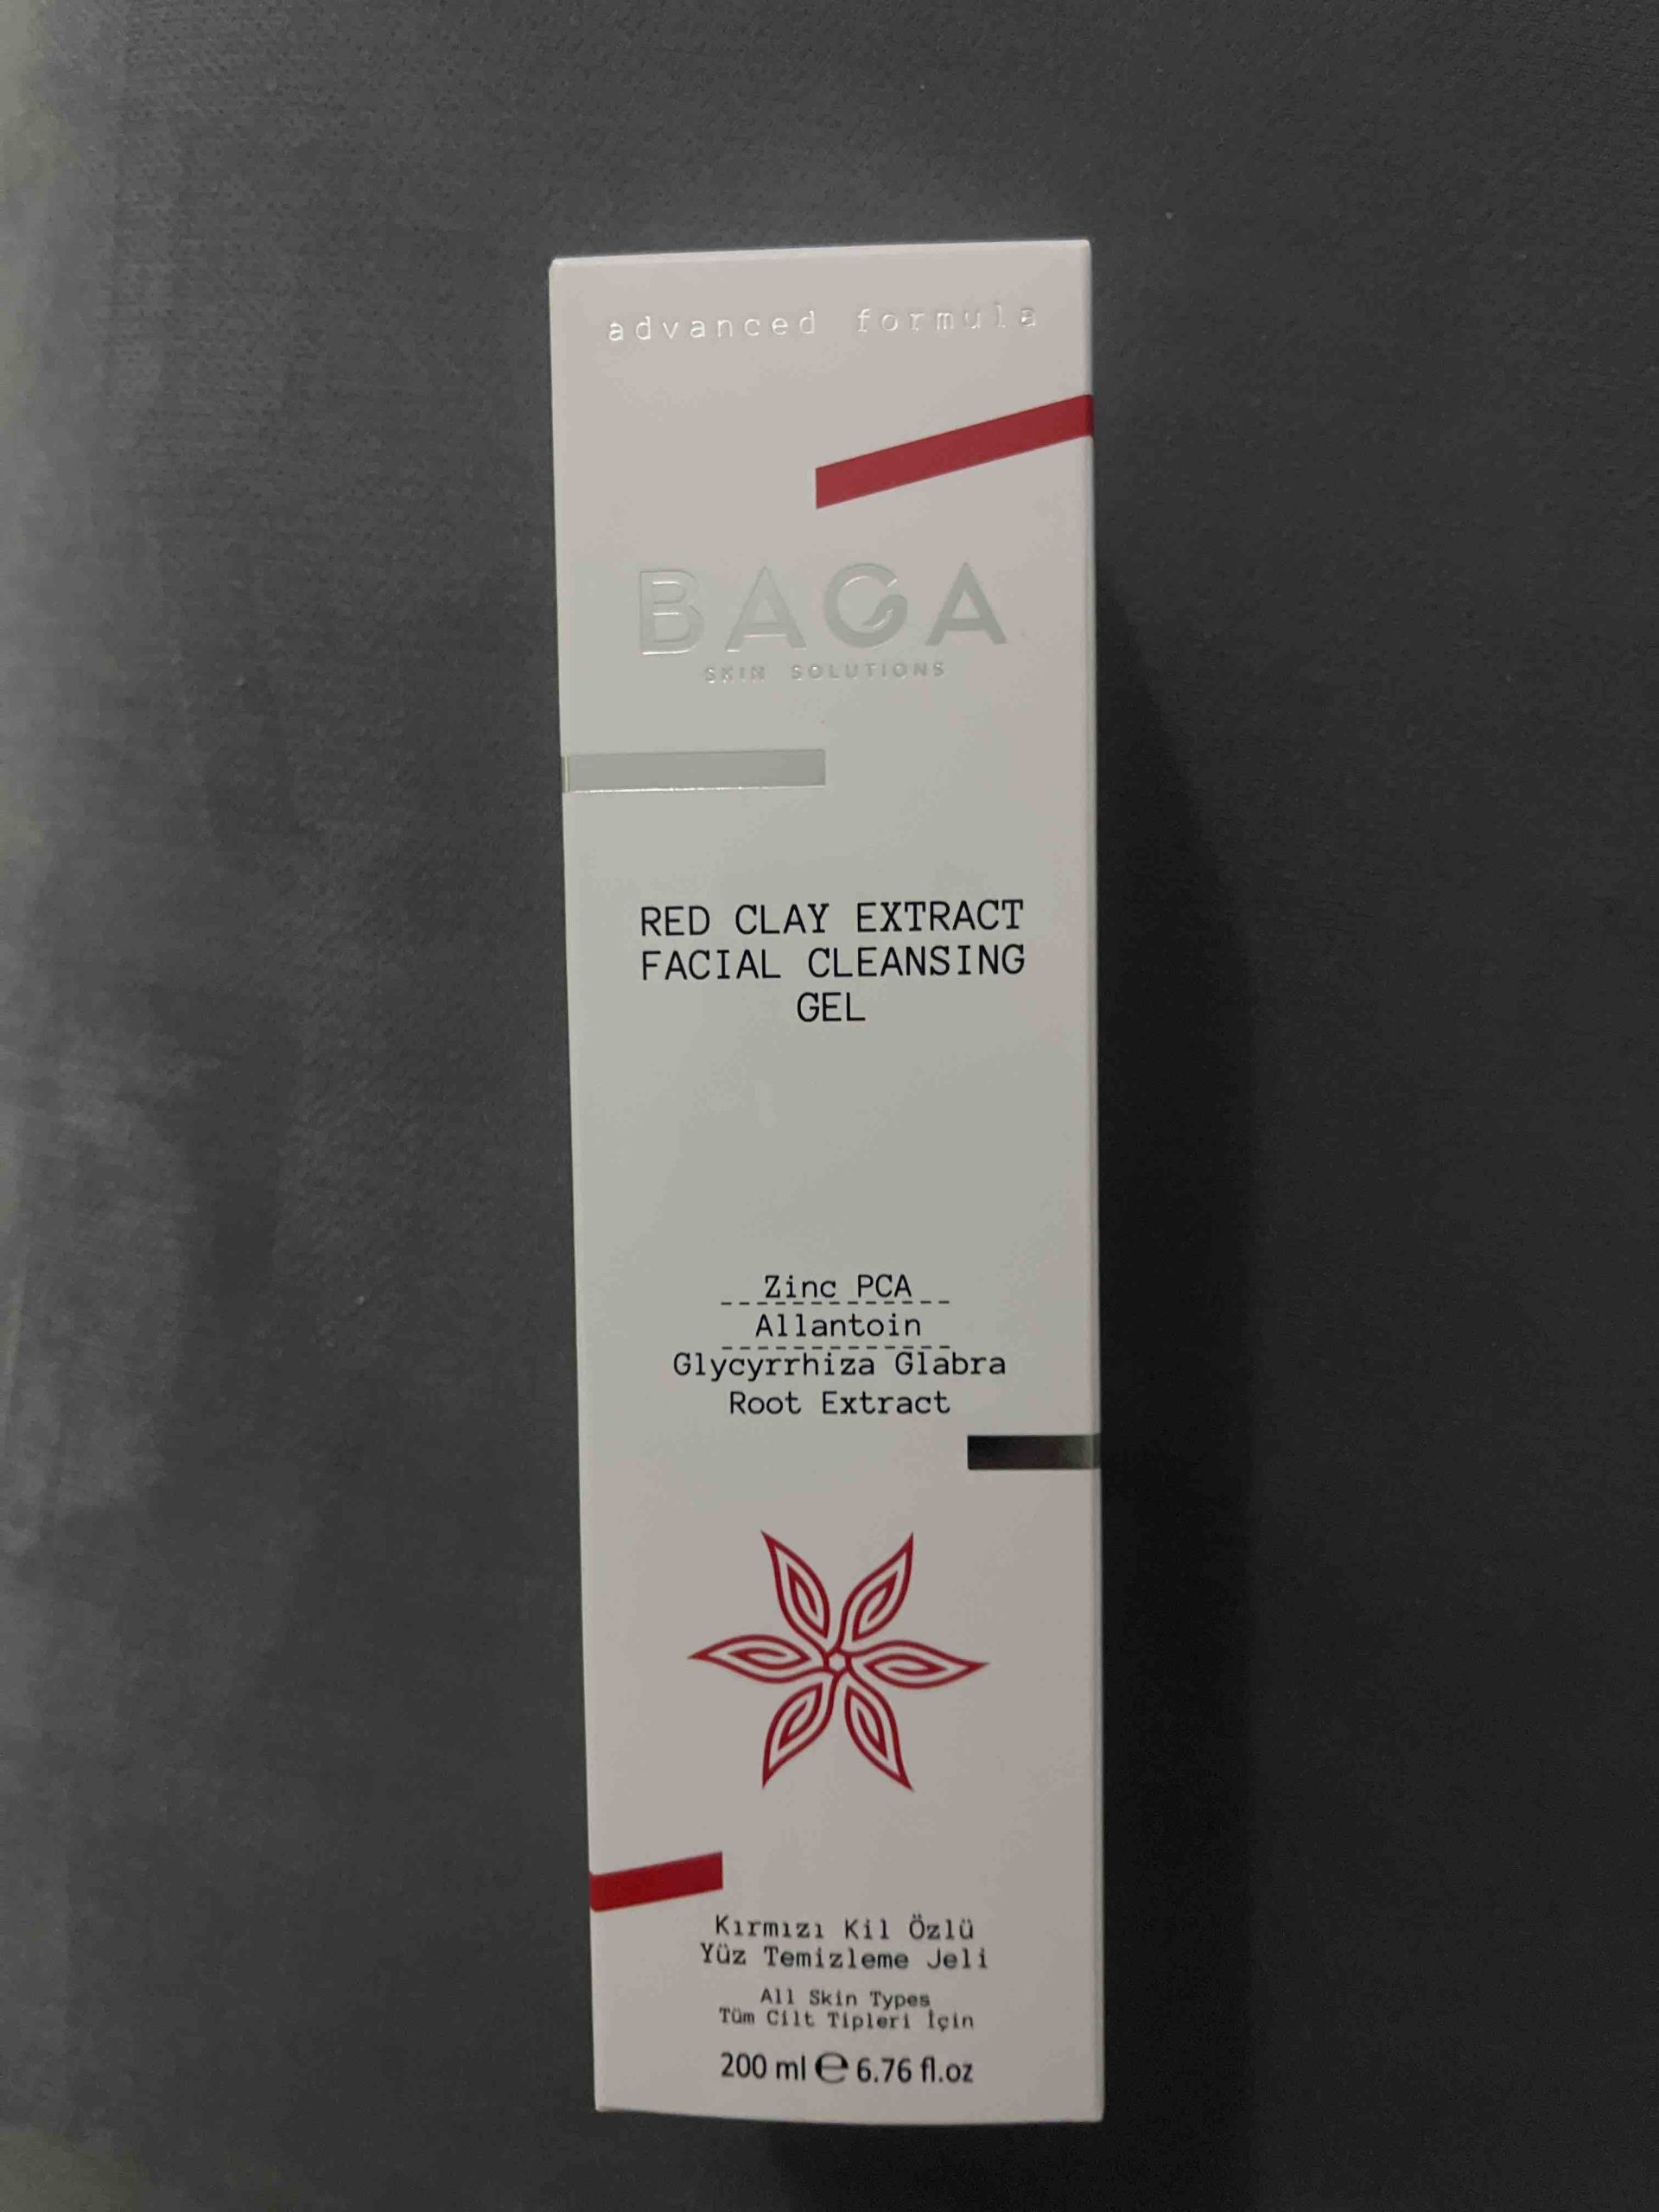 advanced formula
BAGA
SKIN SOLUTIONS
RED CLAY EXTRACT
FACIAL CLEANSING
GEL
Zinc PCA
Allantoin
Glycyrrhiza Glabra
Root Extract
Kırmızı Kil Özlü
Yüz Temizleme Jeli
All Skin Types
Tüm Cilt Tipleri İçin
200 ml ℮ 6.76 fl.oz